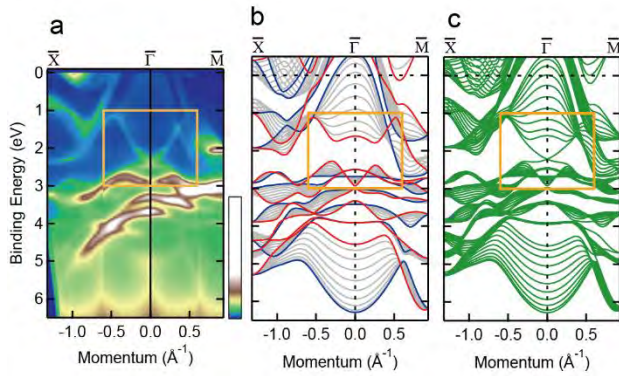 a
b
c
X̅ Γ̅ M̅
X̅ Γ̅ M̅
X̅ Γ̅ M̅
0
1
2
3
4
5
6
Binding Energy (eV)
-1.0 -0.5 0.0 0.5
-1.0 -0.5 0.0 0.5
-1.0 -0.5 0.0 0.5
Momentum (Å⁻¹)
Momentum (Å⁻¹)
Momentum (Å⁻¹)